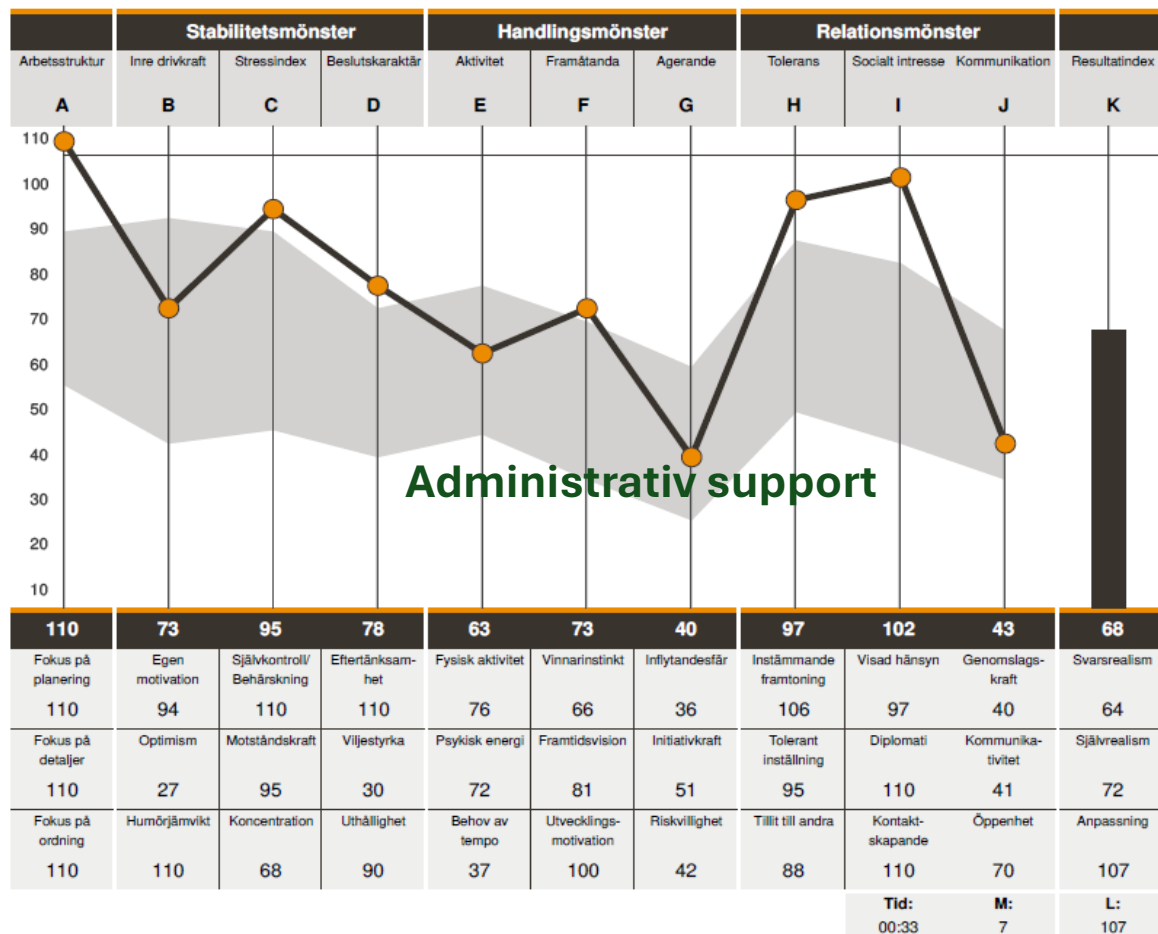 Stabilitetsmönster Handlingsmönster Relationsmönster
Arbetsstruktur Inre drivkraft Stressindex Beslutskaraktär Aktivitet Framåtanda Agerande Tolerans Socialt intresse Kommunikation Resultatindex
A B C D E F G H I J K
110
100
90
80
70
60
50
40
Administrativ support
30
20
10
110 73 95 78 63 73 40 97 102 43 68
Fokus på Egen Självkontroll/ Eftertänksam- Fysisk aktivitet Vinnarinstinkt Inflytandesfär Instämmande Visad hänsyn Genomslags- Svarsrealism
planering motivation Behärskning het framtoning kraft
110 94 110 110 76 66 36 106 97 40 64
Fokus på Optimism Motståndskraft Viljestyrka Psykisk energi Framtidsvision Initiativkraft Tolerant Diplomati Kommunika- Självrealism
detaljer inställning tivitet
110 27 95 30 72 81 51 95 110 41 72
Fokus på Humörjämvikt Koncentration Uthållighet Behov av Utvecklings- Riskvillighet Tillit till andra Kontakt- Öppenhet Anpassning
ordning tempo motivation skapande
110 110 68 90 37 100 42 88 110 70 107
Tid: M: L:
00:33 7 107